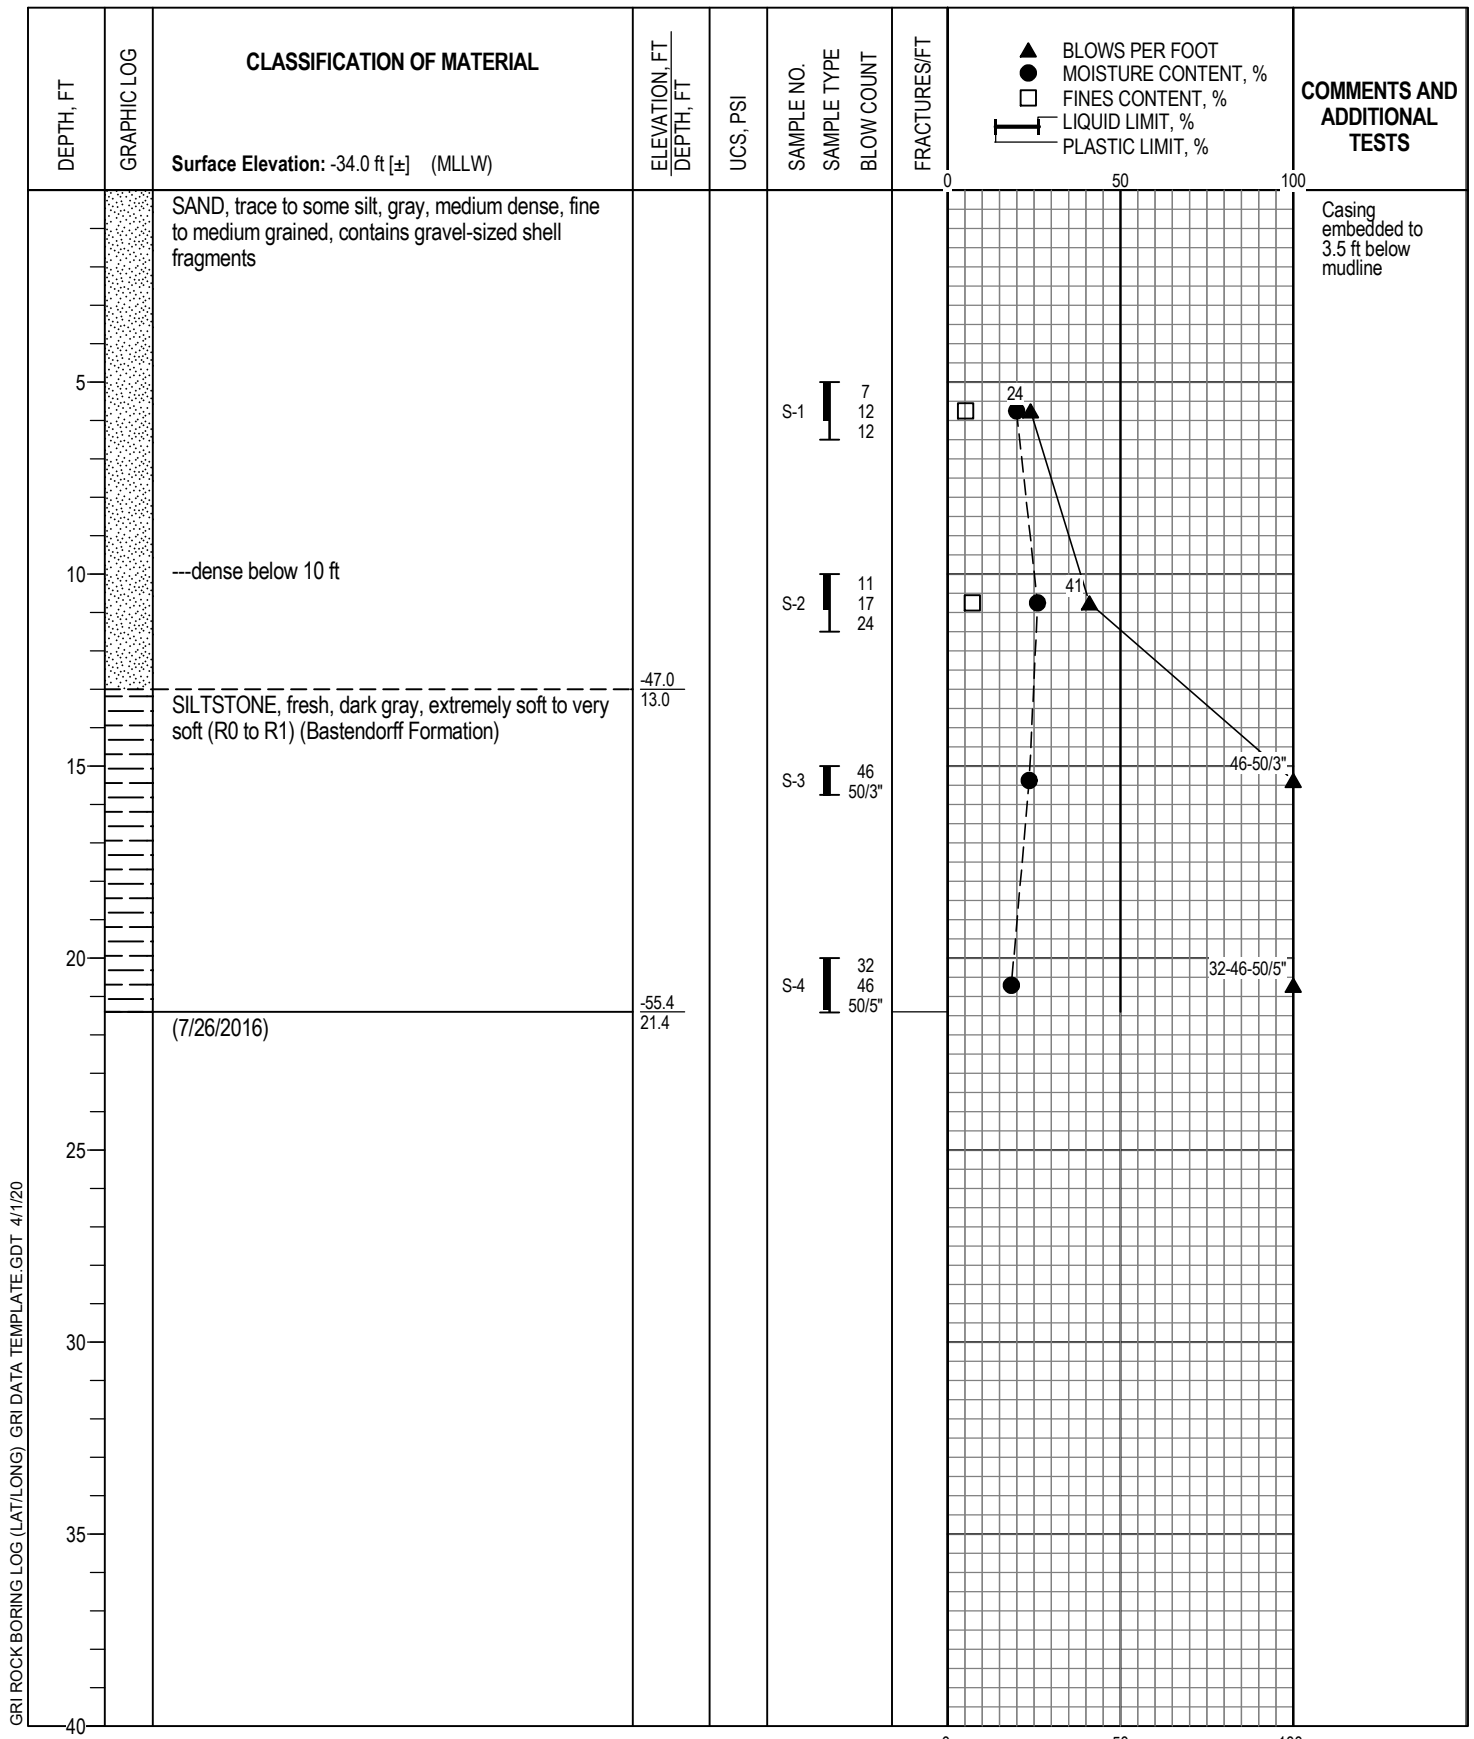 DEPTH, FT
GRAPHIC LOG
CLASSIFICATION OF MATERIAL
Surface Elevation: -34.0 ft [±] (MLLW)
ELEVATION, FT
DEPTH, FT
UCS, PSI
SAMPLE NO.
SAMPLE TYPE
BLOW COUNT
FRACTURES/FT
BLOWS PER FOOT
MOISTURE CONTENT, %
FINES CONTENT, %
LIQUID LIMIT, %
PLASTIC LIMIT, %
COMMENTS AND
ADDITIONAL
TESTS
0 50 100
SAND, trace to some silt, gray, medium dense, fine
to medium grained, contains gravel-sized shell
fragments
Casing
embedded to
3.5 ft below
mudline
5
S-1
7
12
12
24
10
---dense below 10 ft
S-2
11
17
24
41
-47.0
13.0
SILTSTONE, fresh, dark gray, extremely soft to very
soft (R0 to R1) (Bastendorff Formation)
15
S-3
46
50/3"
46-50/3"
20
S-4
32
46
50/5"
32-46-50/5"
-55.4
21.4
(7/26/2016)
25
30
35
40
GRI ROCK BORING LOG (LAT/LONG) GRI DATA TEMPLATE.GDT 4/1/20